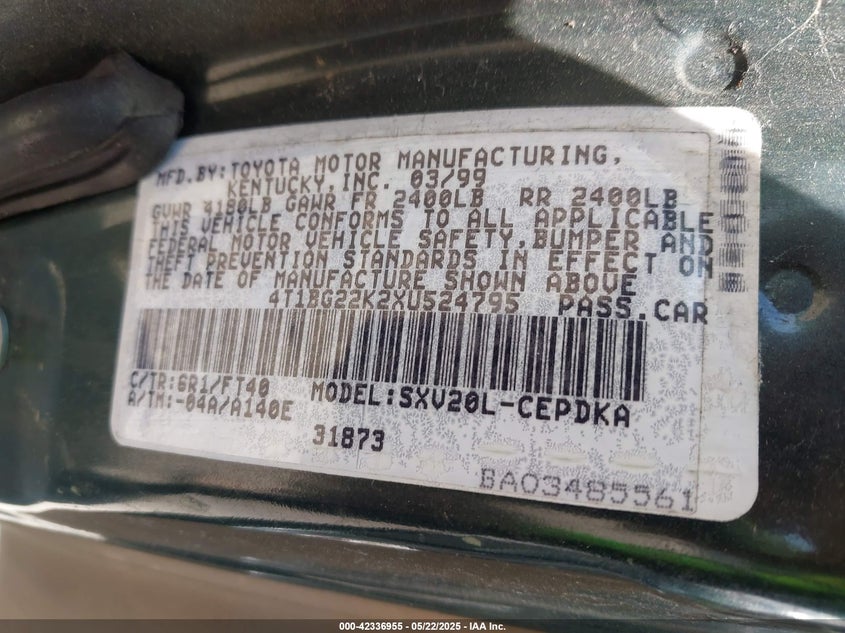 MFD.BY:TOYOTA MOTOR MANUFACTURING,
KENTUCKY,INC. 03/99
GVWR 4180LB GAWR FR 2400LB RR 2400LB
THIS VEHICLE CONFORMS TO ALL APPLICABLE
FEDERAL MOTOR VEHICLE SAFETY,BUMPER AND
THEFT PREVENTION STANDARDS IN EFFECT ON
THE DATE OF MANUFACTURE SHOWN ABOVE
4T1BG22K2XU524795 PASS.CAR
C/TR:6R1/FT40 MODEL:SXV20L-CEPDKA
A/TM:-04A/A140E
31873
BA03485561
000-42336955 - 05/22/2025 - IAA Inc.